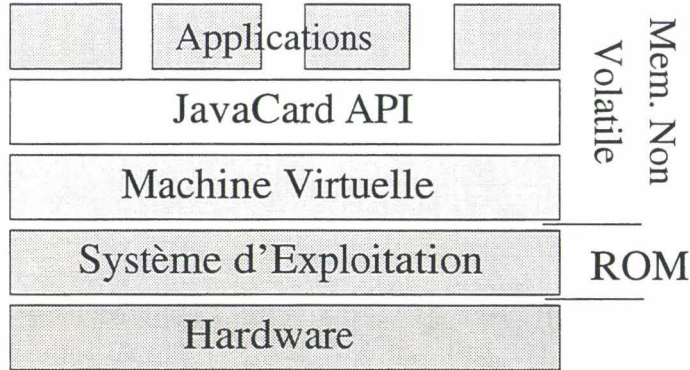 Applications
JavaCard API
Machine Virtuelle
Système d'Exploitation
Hardware
Mem. Non
Volatile
ROM